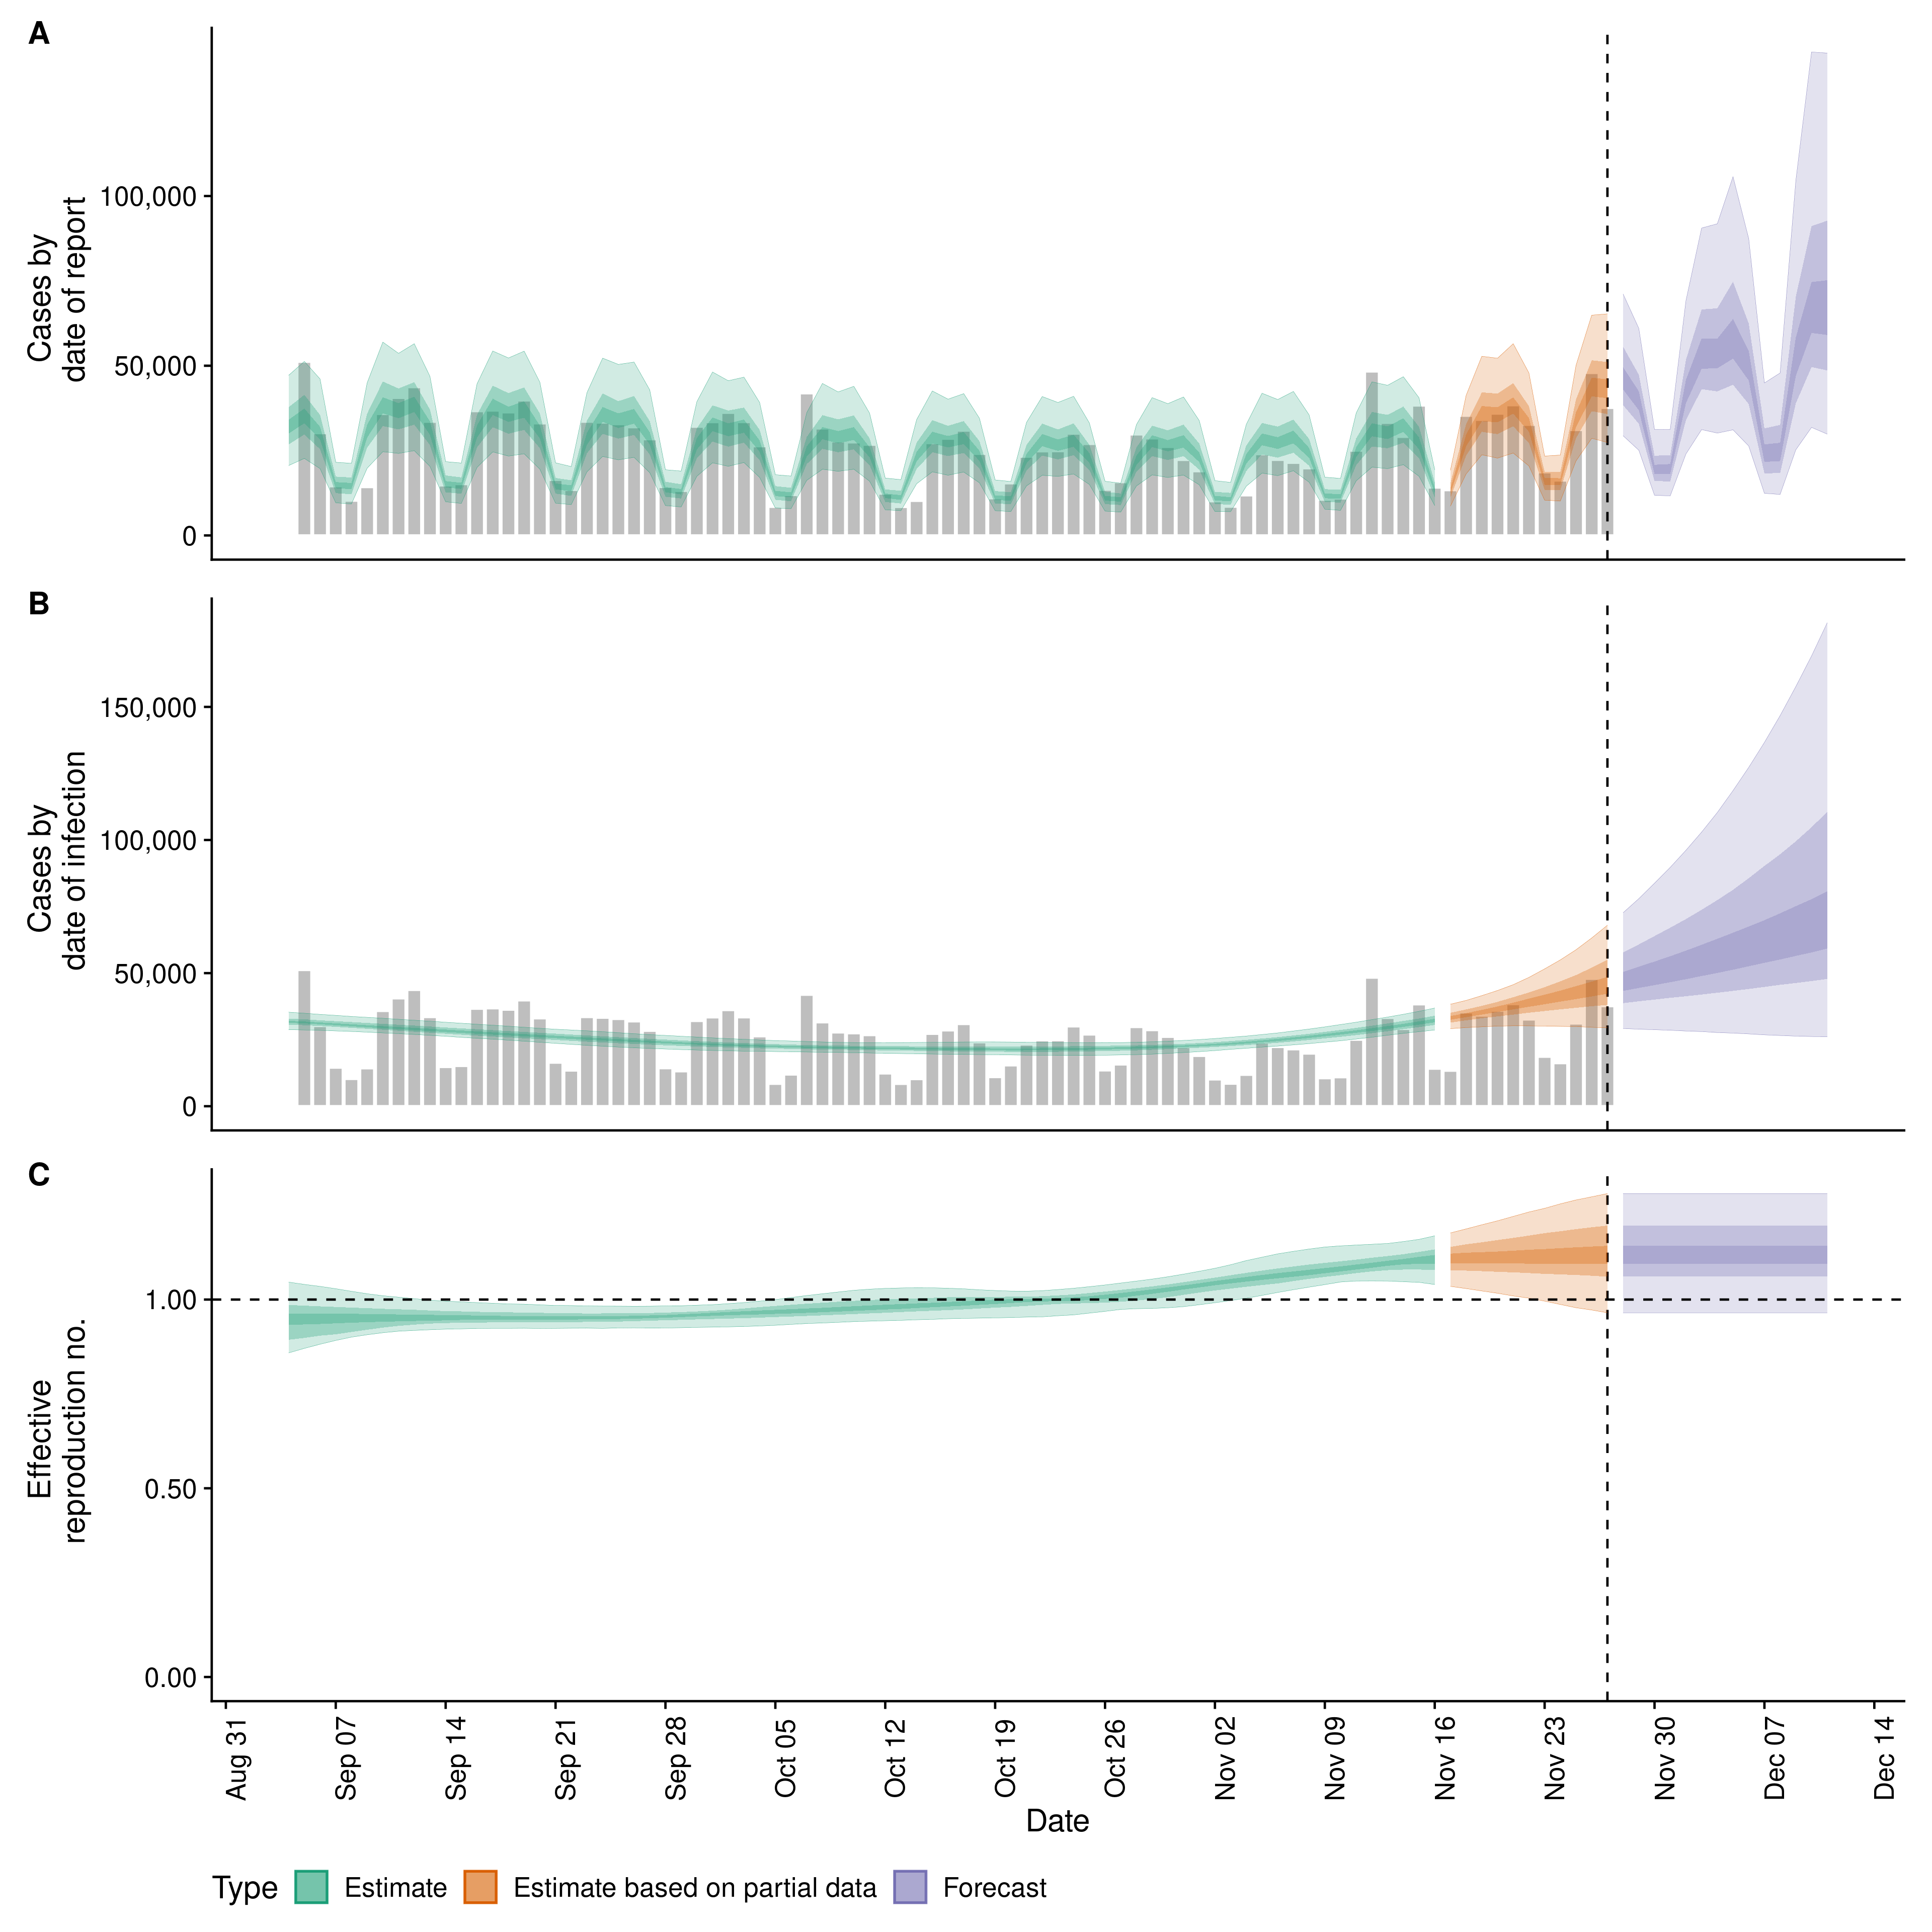 A
Cases by
date of report
100,000
50,000
0
B
Cases by
date of infection
150,000
100,000
50,000
0
C
Effective
reproduction no.
1.00
0.50
0.00
Aug 31
Sep 07
Sep 14
Sep 21
Sep 28
Oct 05
Oct 12
Oct 19
Oct 26
Nov 02
Nov 09
Nov 16
Nov 23
Nov 30
Dec 07
Dec 14
Date
Type Estimate Estimate based on partial data Forecast